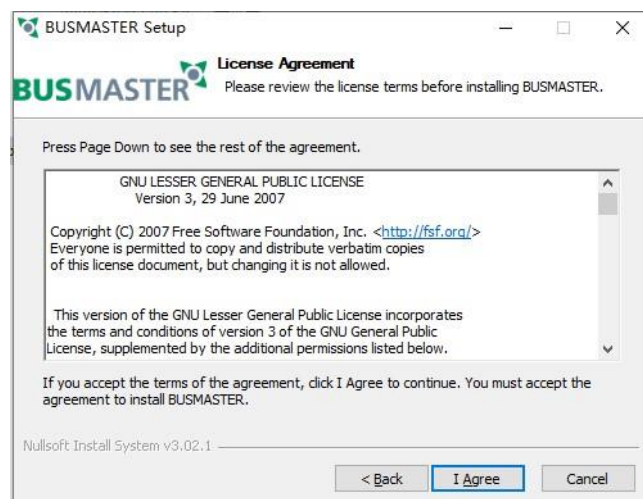 BUSMASTER Setup
BUSMASTER
License Agreement
Please review the license terms before installing BUSMASTER.
Press Page Down to see the rest of the agreement.
GNU LESSER GENERAL PUBLIC LICENSE
Version 3, 29 June 2007
Copyright (C) 2007 Free Software Foundation, Inc. <http://fsf.org/>
Everyone is permitted to copy and distribute verbatim copies
of this license document, but changing it is not allowed.
This version of the GNU Lesser General Public License incorporates
the terms and conditions of version 3 of the GNU General Public
License, supplemented by the additional permissions listed below.
If you accept the terms of the agreement, click I Agree to continue. You must accept the
agreement to install BUSMASTER.
Nullsoft Install System v3.02.1
< Back I Agree Cancel